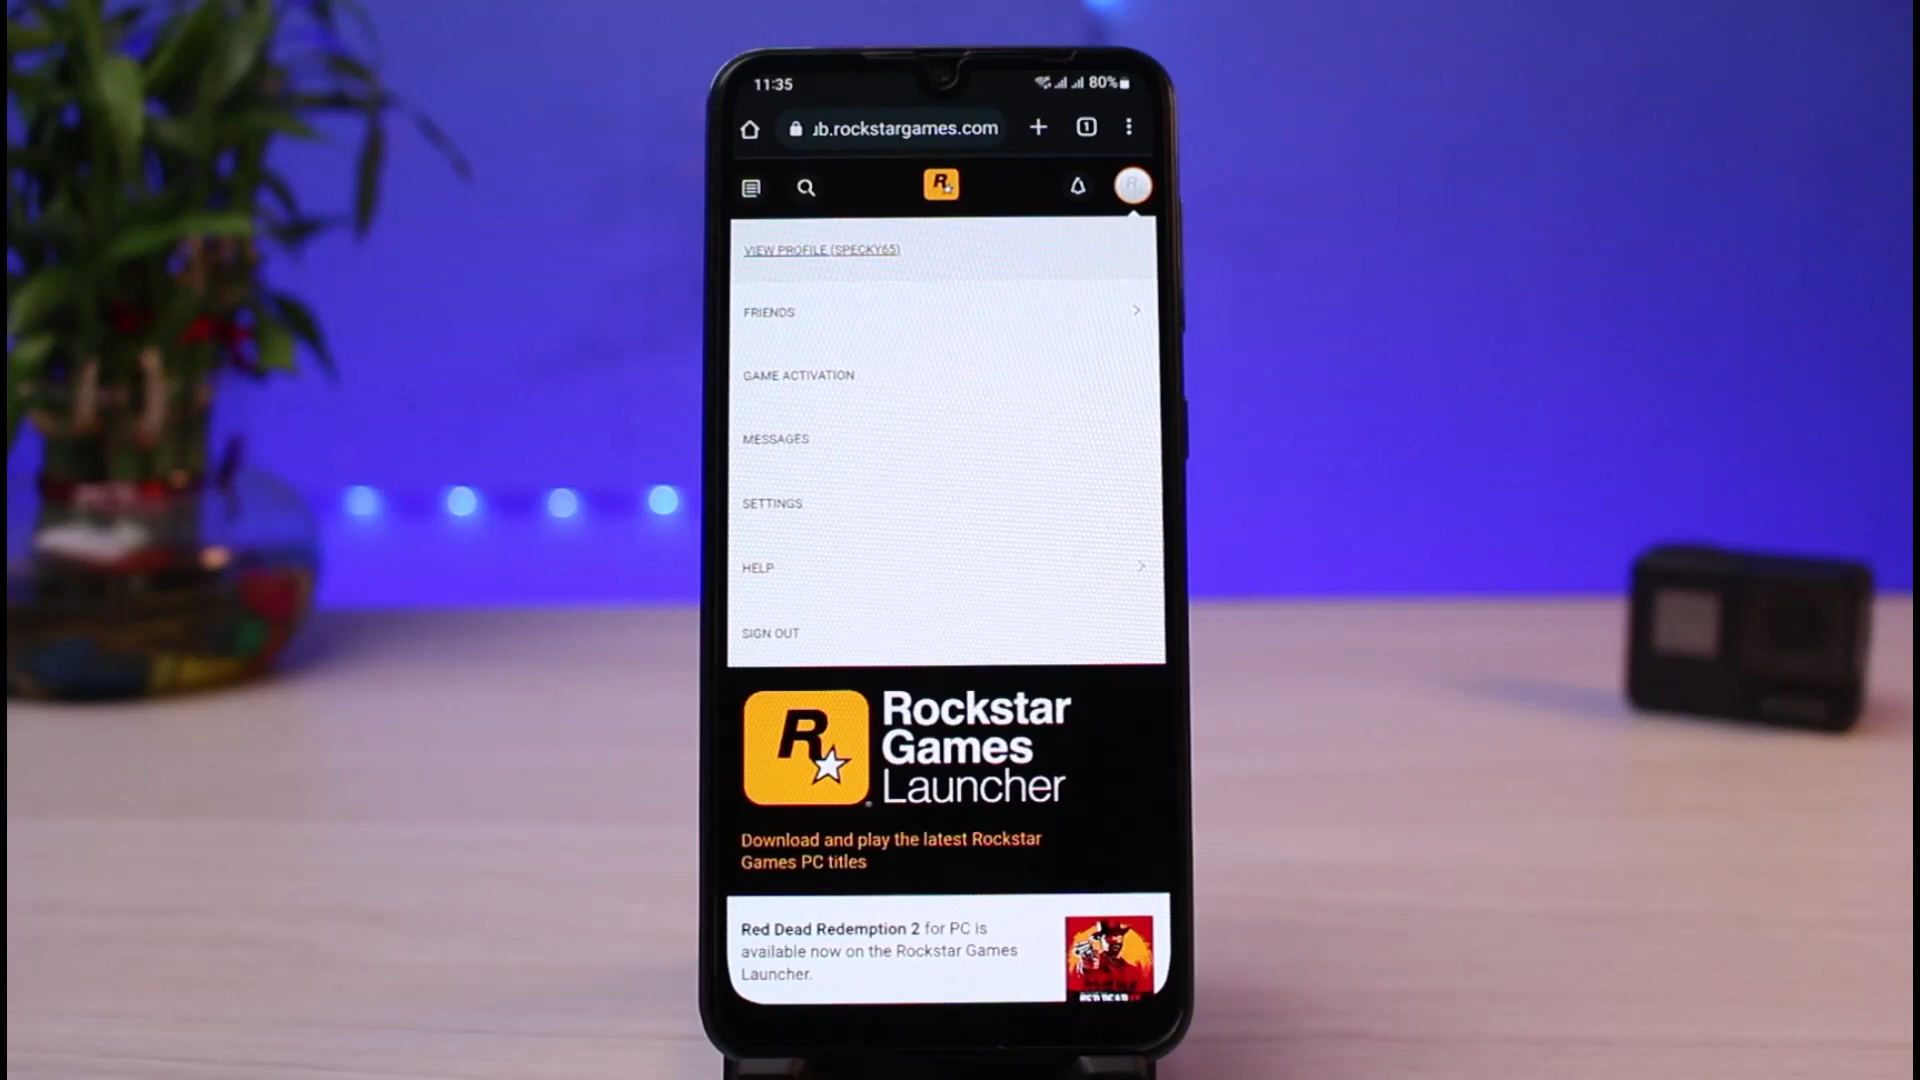 11:35
80%
ub.rockstargames.com
1
R
VIEW PROFILE (SPECKY65)
FRIENDS
GAME ACTIVATION
MESSAGES
SETTINGS
HELP
SIGN OUT
R
Rockstar
Games
Launcher
Download and play the latest Rockstar
Games PC titles
Red Dead Redemption 2 for PC is
available now on the Rockstar Games
Launcher.